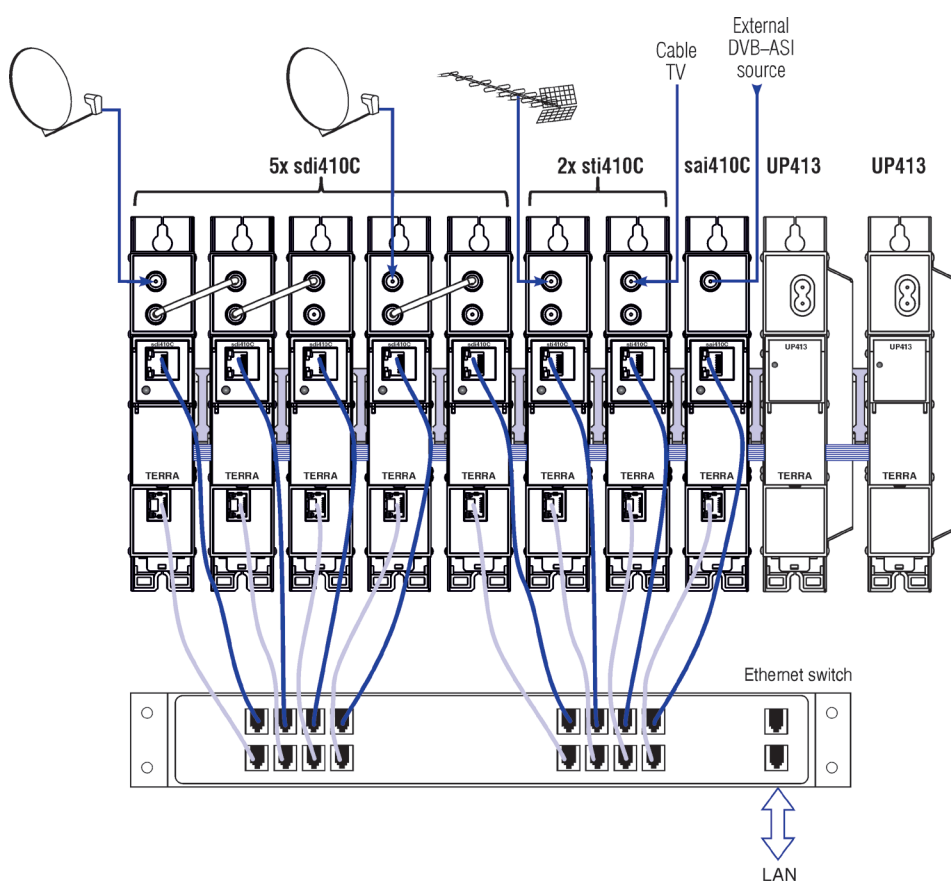 External
DVB–ASI
source
Cable
TV
5x sdi410C
2x sti410C
sai410C
UP413
UP413
sdi410C
sdi410C
sdi410C
sdi410C
sdi410C
sti410C
sti410C
sai410C
UP413
UP413
TERRA
TERRA
TERRA
TERRA
TERRA
TERRA
TERRA
TERRA
TERRA
TERRA
Ethernet switch
LAN